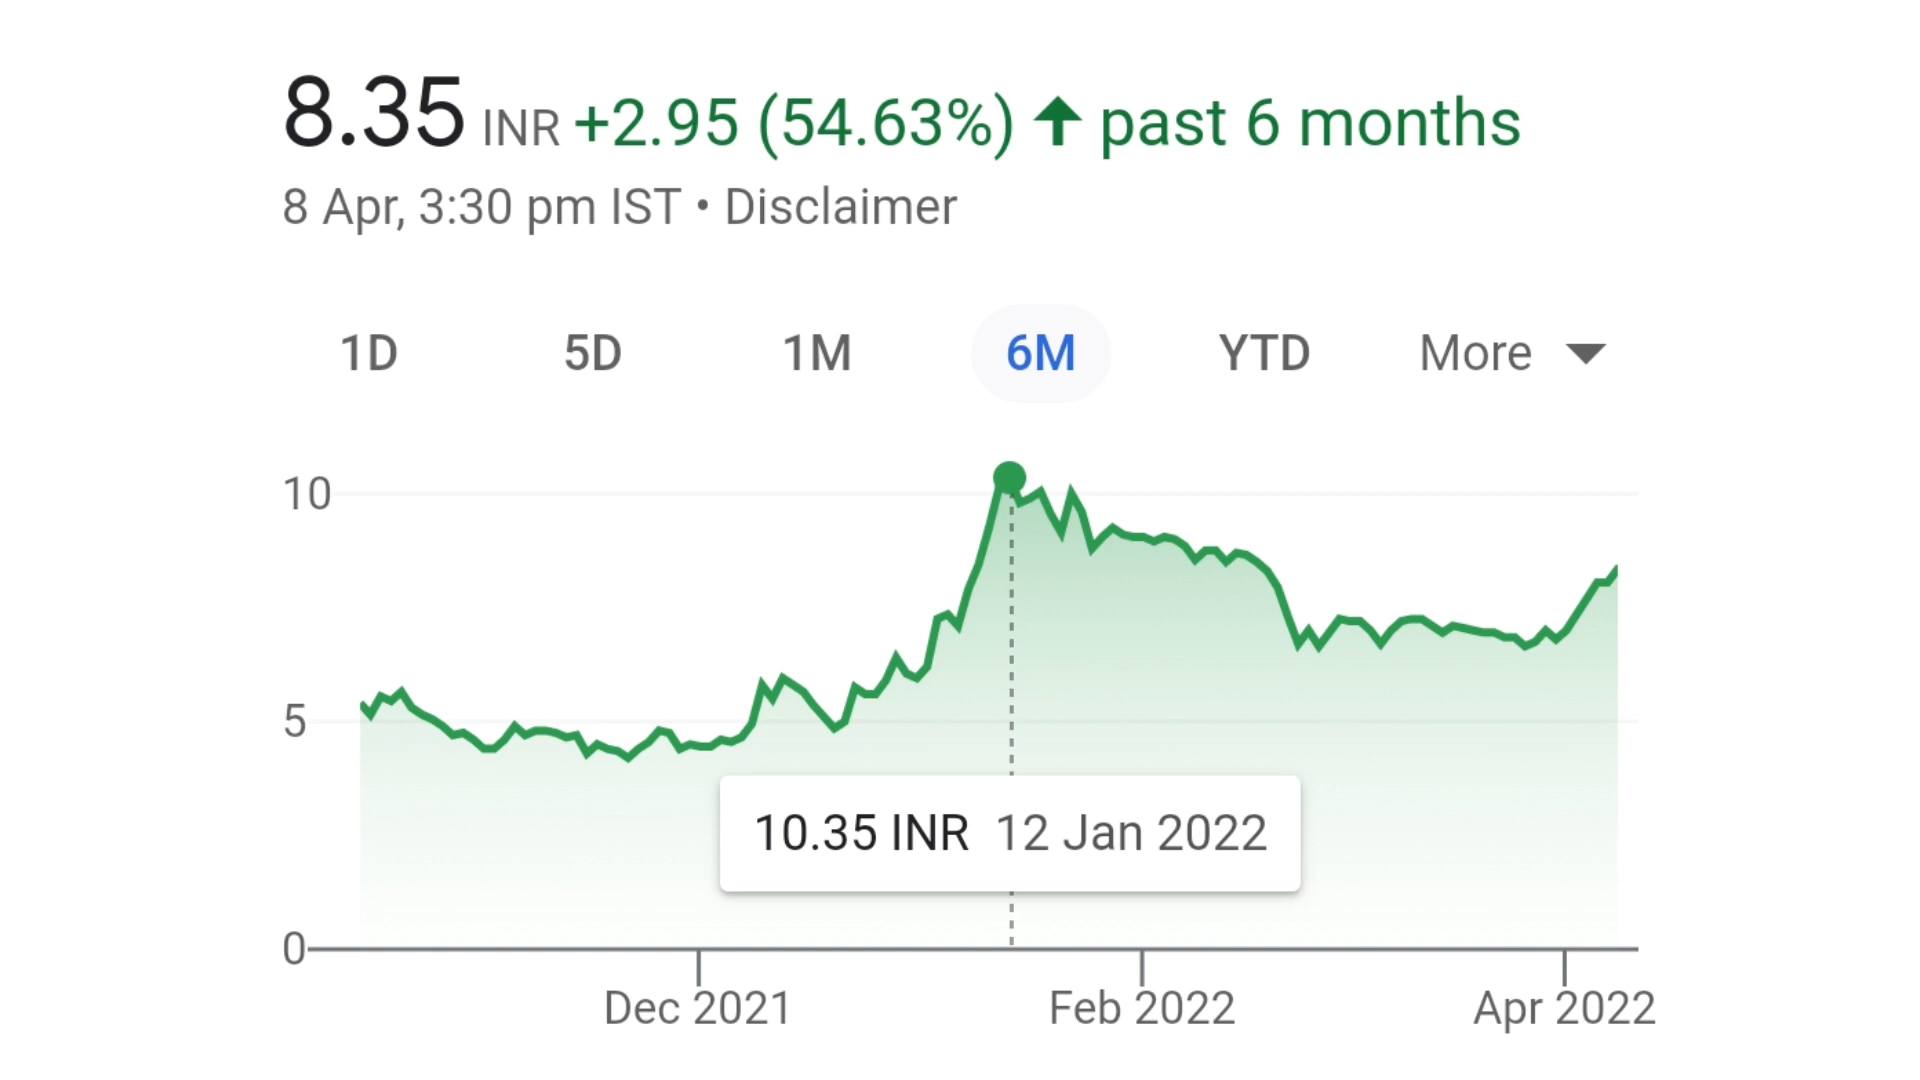 8.35 INR +2.95 (54.63%) ↑ past 6 months
8 Apr, 3:30 pm IST • Disclaimer
1D 5D 1M 6M YTD More
10
5
10.35 INR 12 Jan 2022
0
Dec 2021 Feb 2022 Apr 2022